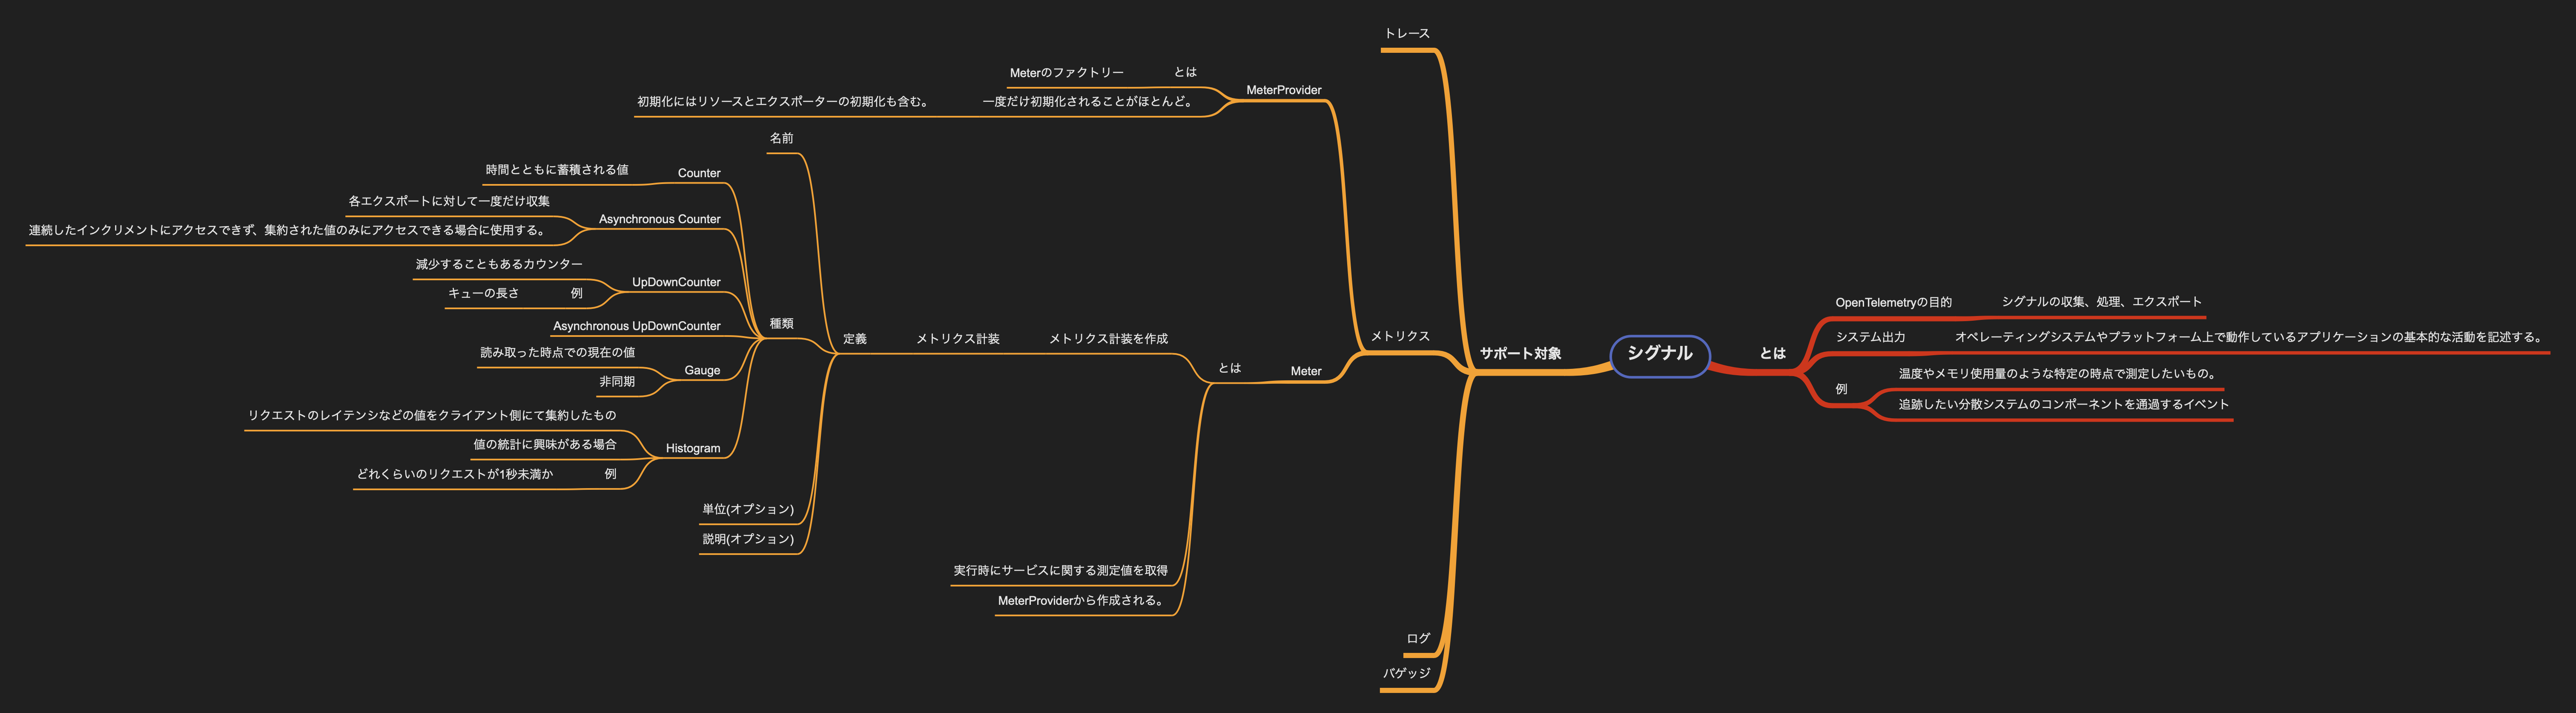 シグナル
とは
OpenTelemetryの目的
シグナルの収集、処理、エクスポート
システム出力
オペレーティングシステムやプラットフォーム上で動作しているアプリケーションの基本的な活動を記述する。
例
温度やメモリ使用量のような特定の時点で測定したいもの。
追跡したい分散システムのコンポーネントを通過するイベント
サポート対象
トレース
メトリクス
MeterProvider
とは
Meterのファクトリー
一度だけ初期化されることがほとんど。
初期化にはリソースとエクスポーターの初期化も含む。
Meter
とは
メトリクス計装を作成
メトリクス計装
定義
名前
種類
Counter
時間とともに蓄積される値
Asynchronous Counter
各エクスポートに対して一度だけ収集
連続したインクリメントにアクセスできず、集約された値のみにアクセスできる場合に使用する。
UpDownCounter
減少することもあるカウンター
例
キューの長さ
Asynchronous UpDownCounter
Gauge
読み取った時点での現在の値
非同期
Histogram
リクエストのレイテンシなどの値をクライアント側にて集約したもの
値の統計に興味がある場合
例
どれくらいのリクエストが1秒未満か
単位(オプション)
説明(オプション)
実行時にサービスに関する測定値を取得
MeterProviderから作成される。
ログ
バゲッジ